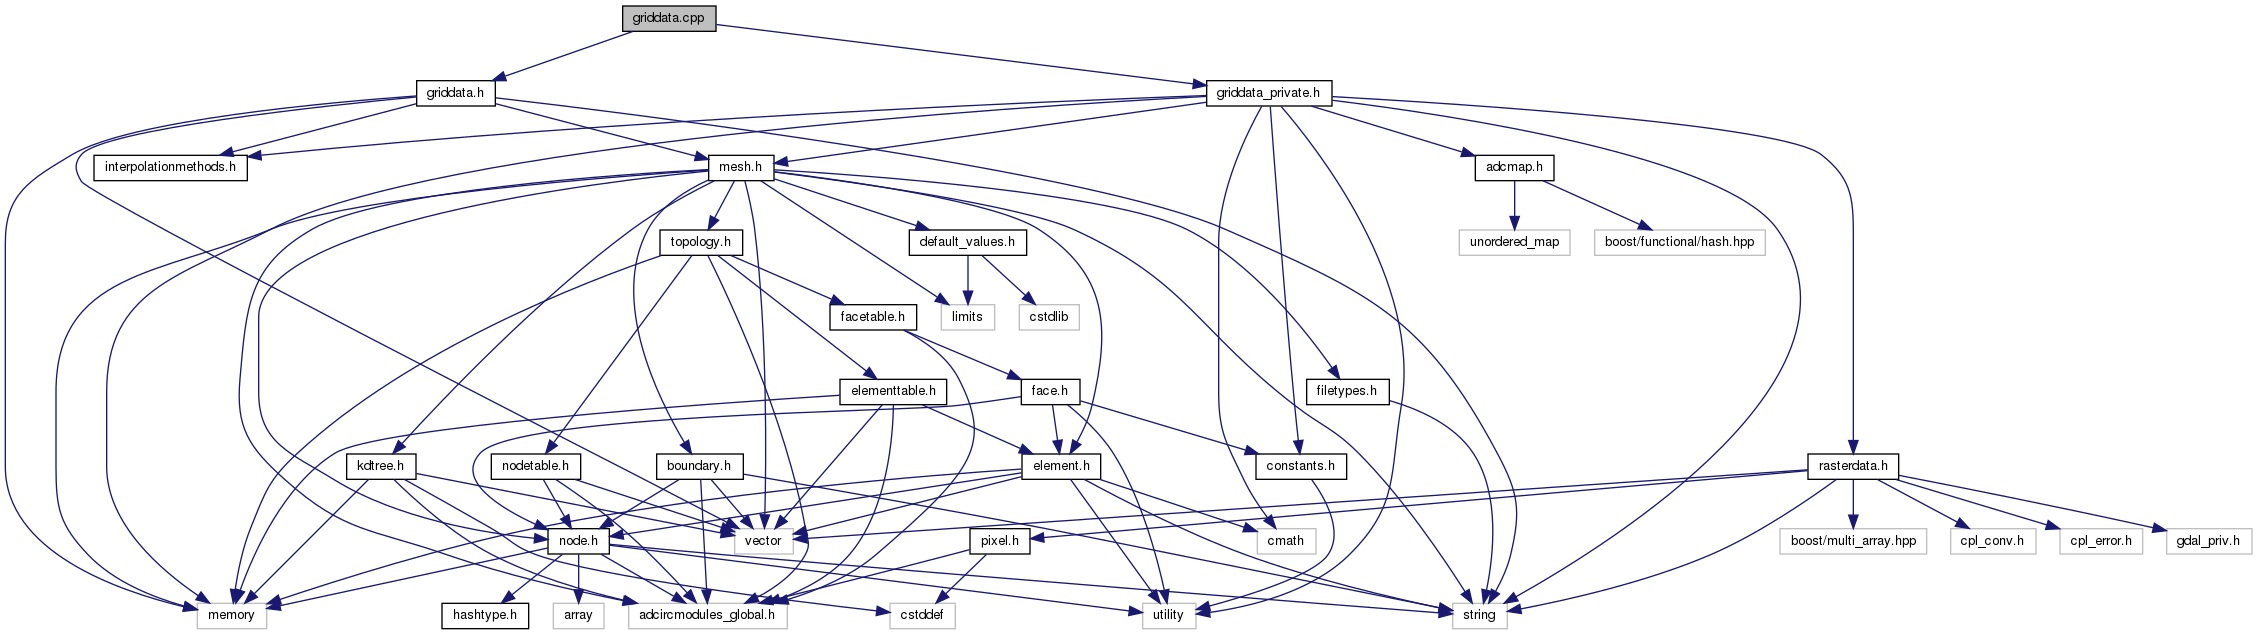 griddata.cpp
griddata.h
griddata_private.h
interpolationmethods.h
mesh.h
adcmap.h
topology.h
default_values.h
unordered_map
boost/functional/hash.hpp
facetable.h
limits
cstdlib
elementtable.h
face.h
filetypes.h
kdtree.h
nodetable.h
boundary.h
element.h
constants.h
rasterdata.h
node.h
vector
pixel.h
cmath
boost/multi_array.hpp
cpl_conv.h
cpl_error.h
gdal_priv.h
memory
hashtype.h
array
adcircmodules_global.h
cstddef
utility
string